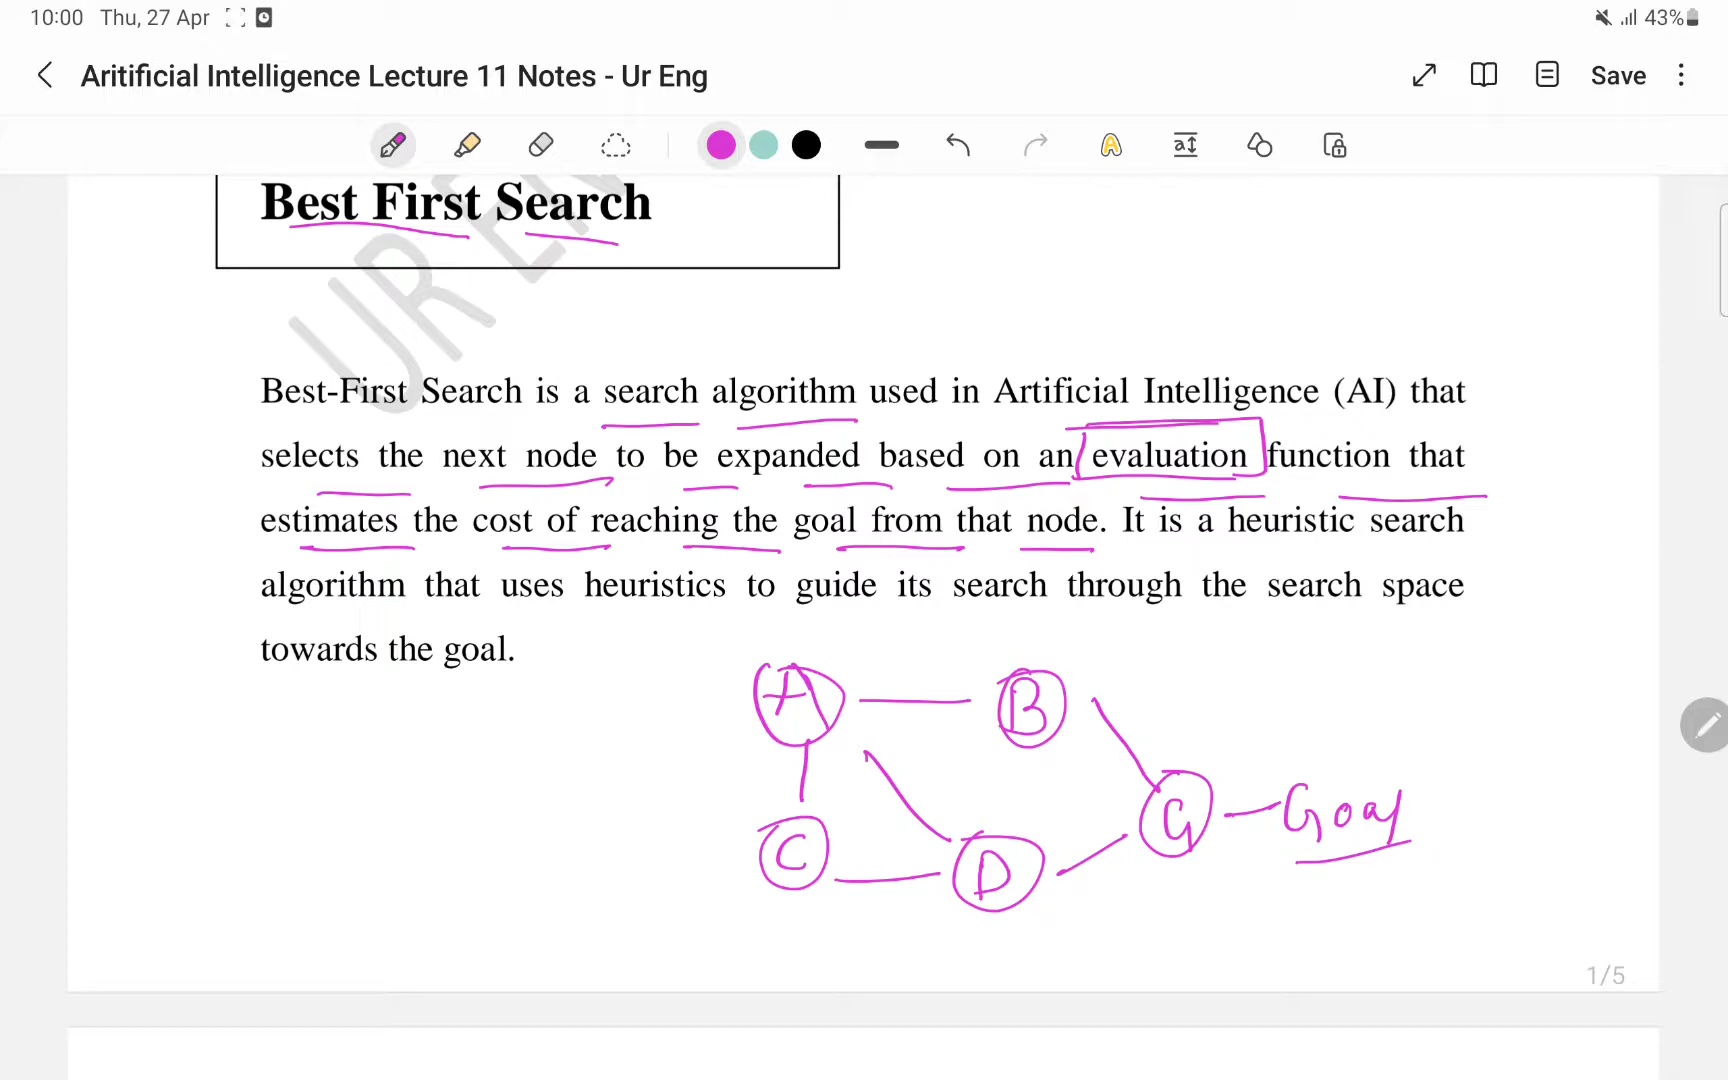 10:00 Thu, 27 Apr 43%
Aritificial Intelligence Lecture 11 Notes - Ur Eng Save
Best First Search
UR EN
Best-First Search is a search algorithm used in Artificial Intelligence (AI) that
selects the next node to be expanded based on an evaluation function that
estimates the cost of reaching the goal from that node. It is a heuristic search
algorithm that uses heuristics to guide its search through the search space
towards the goal.
A B
G Goal
C D
1/5